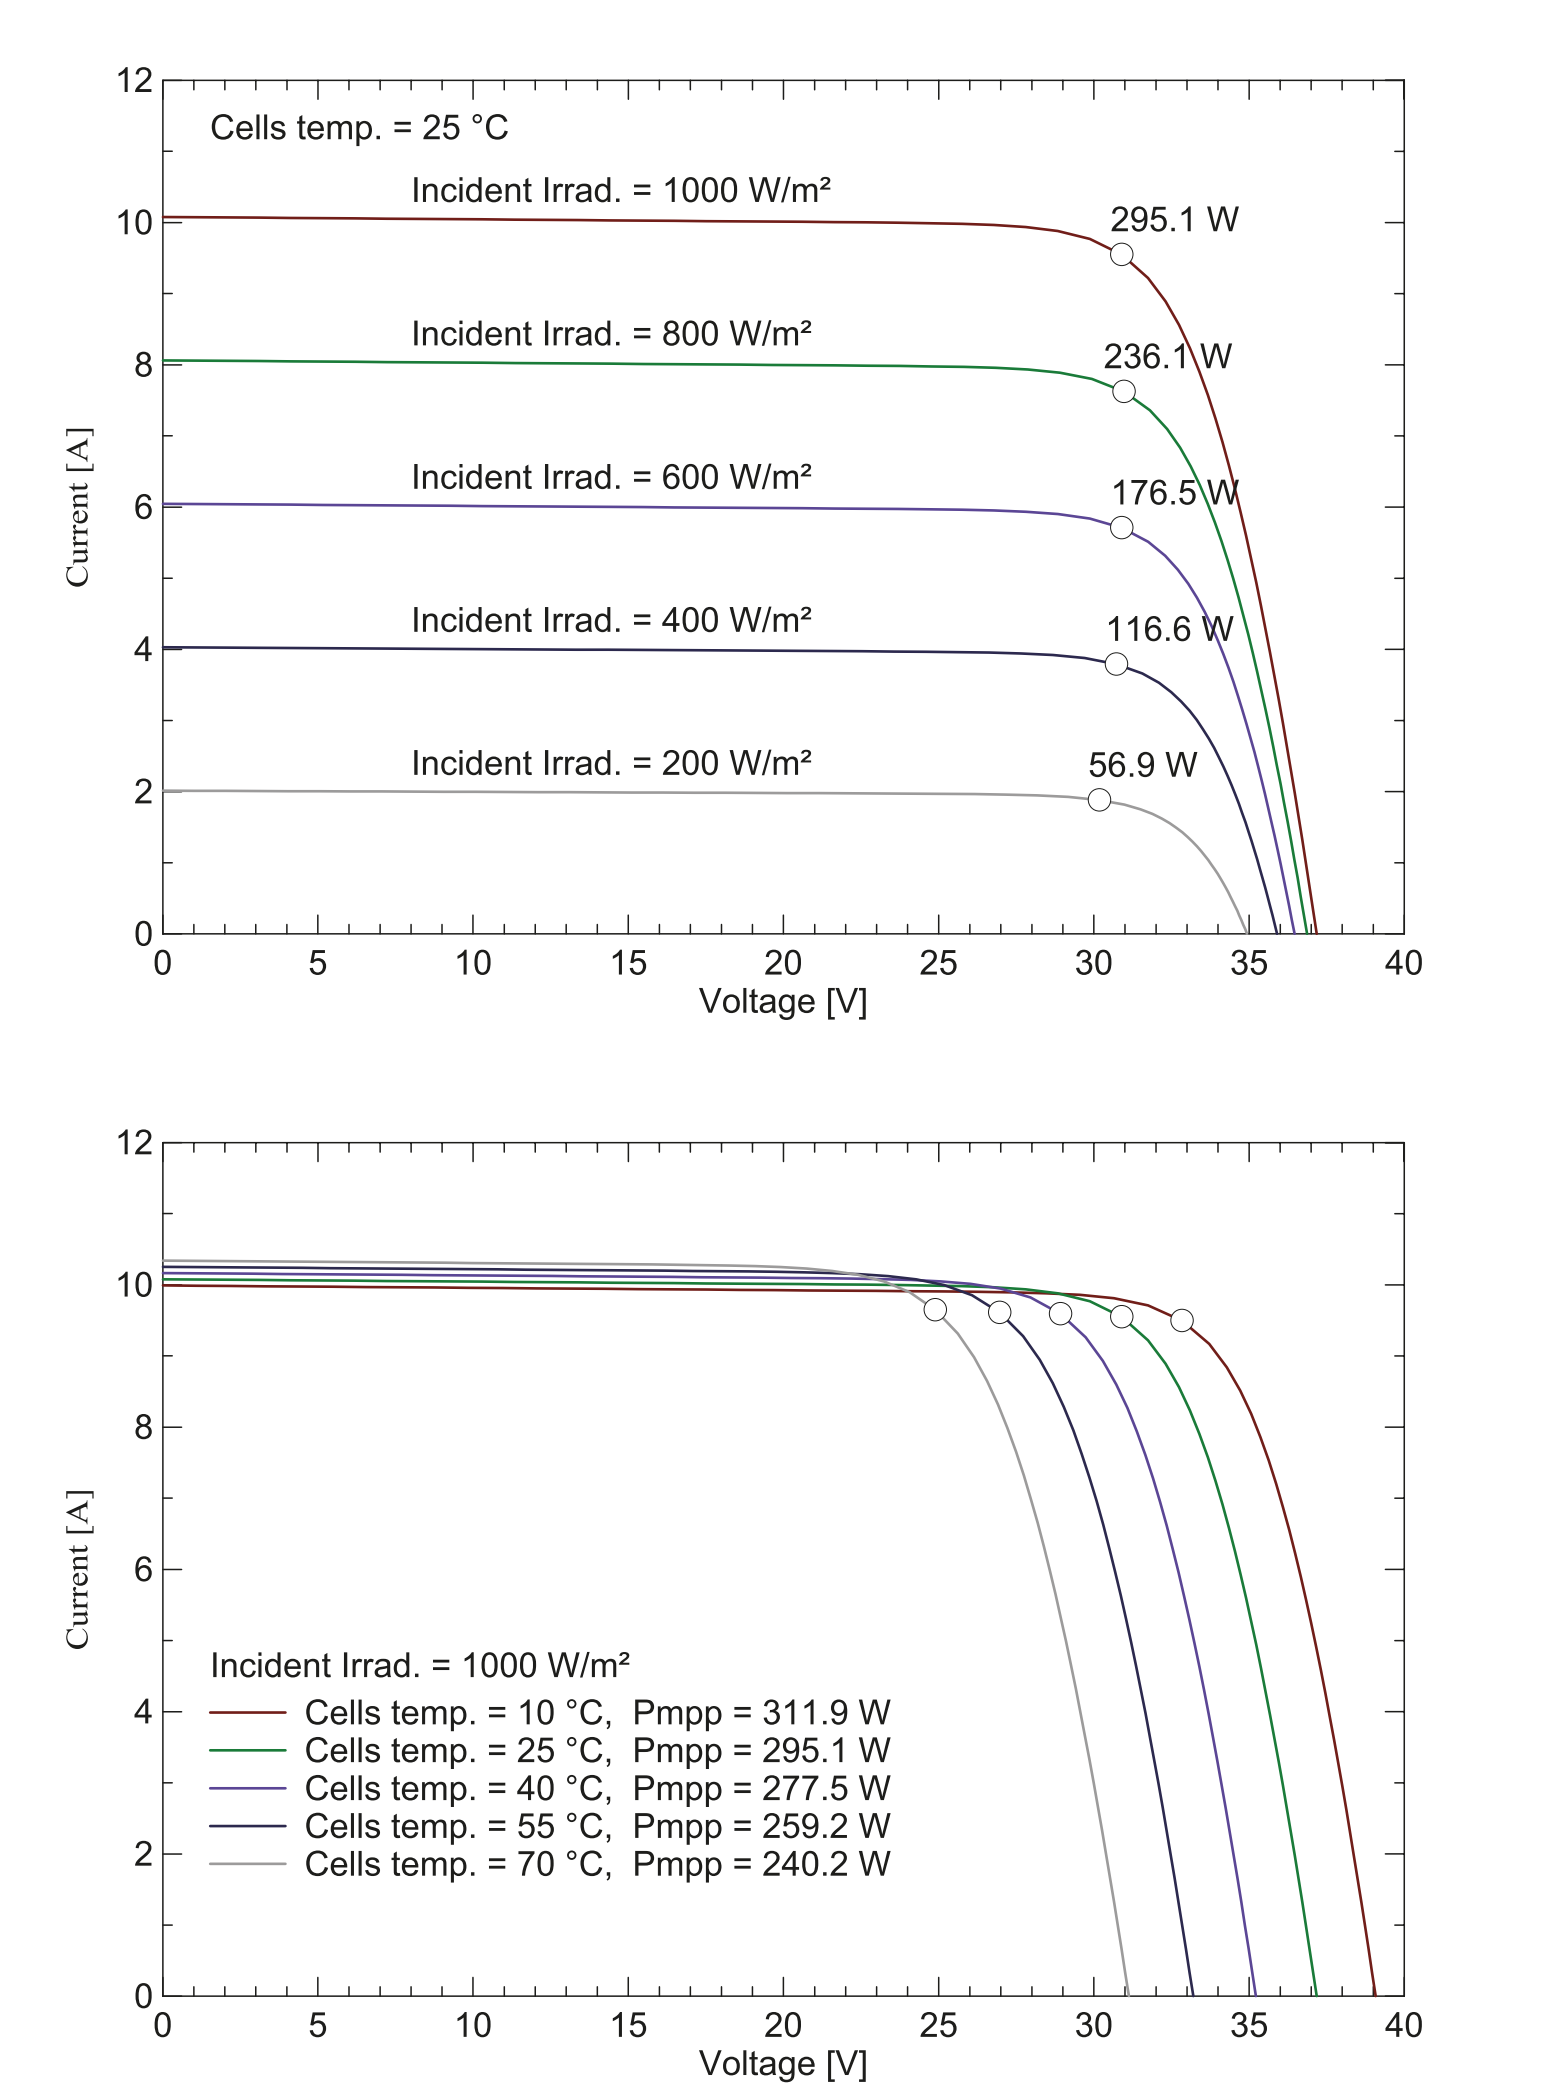 12
Cells temp. = 25 °C
Incident Irrad. = 1000 W/m²
10
295.1 W
Incident Irrad. = 800 W/m²
8
236.1 W
Current [A]
Incident Irrad. = 600 W/m²
6
176.5 W
Incident Irrad. = 400 W/m²
4
116.6 W
Incident Irrad. = 200 W/m²
2
56.9 W
0
0 5 10 15 20 25 30 35 40
Voltage [V]
12
10
8
6
Current [A]
Incident Irrad. = 1000 W/m²
4
Cells temp. = 10 °C, Pmpp = 311.9 W
Cells temp. = 25 °C, Pmpp = 295.1 W
Cells temp. = 40 °C, Pmpp = 277.5 W
Cells temp. = 55 °C, Pmpp = 259.2 W
2
Cells temp. = 70 °C, Pmpp = 240.2 W
0
0 5 10 15 20 25 30 35 40
Voltage [V]